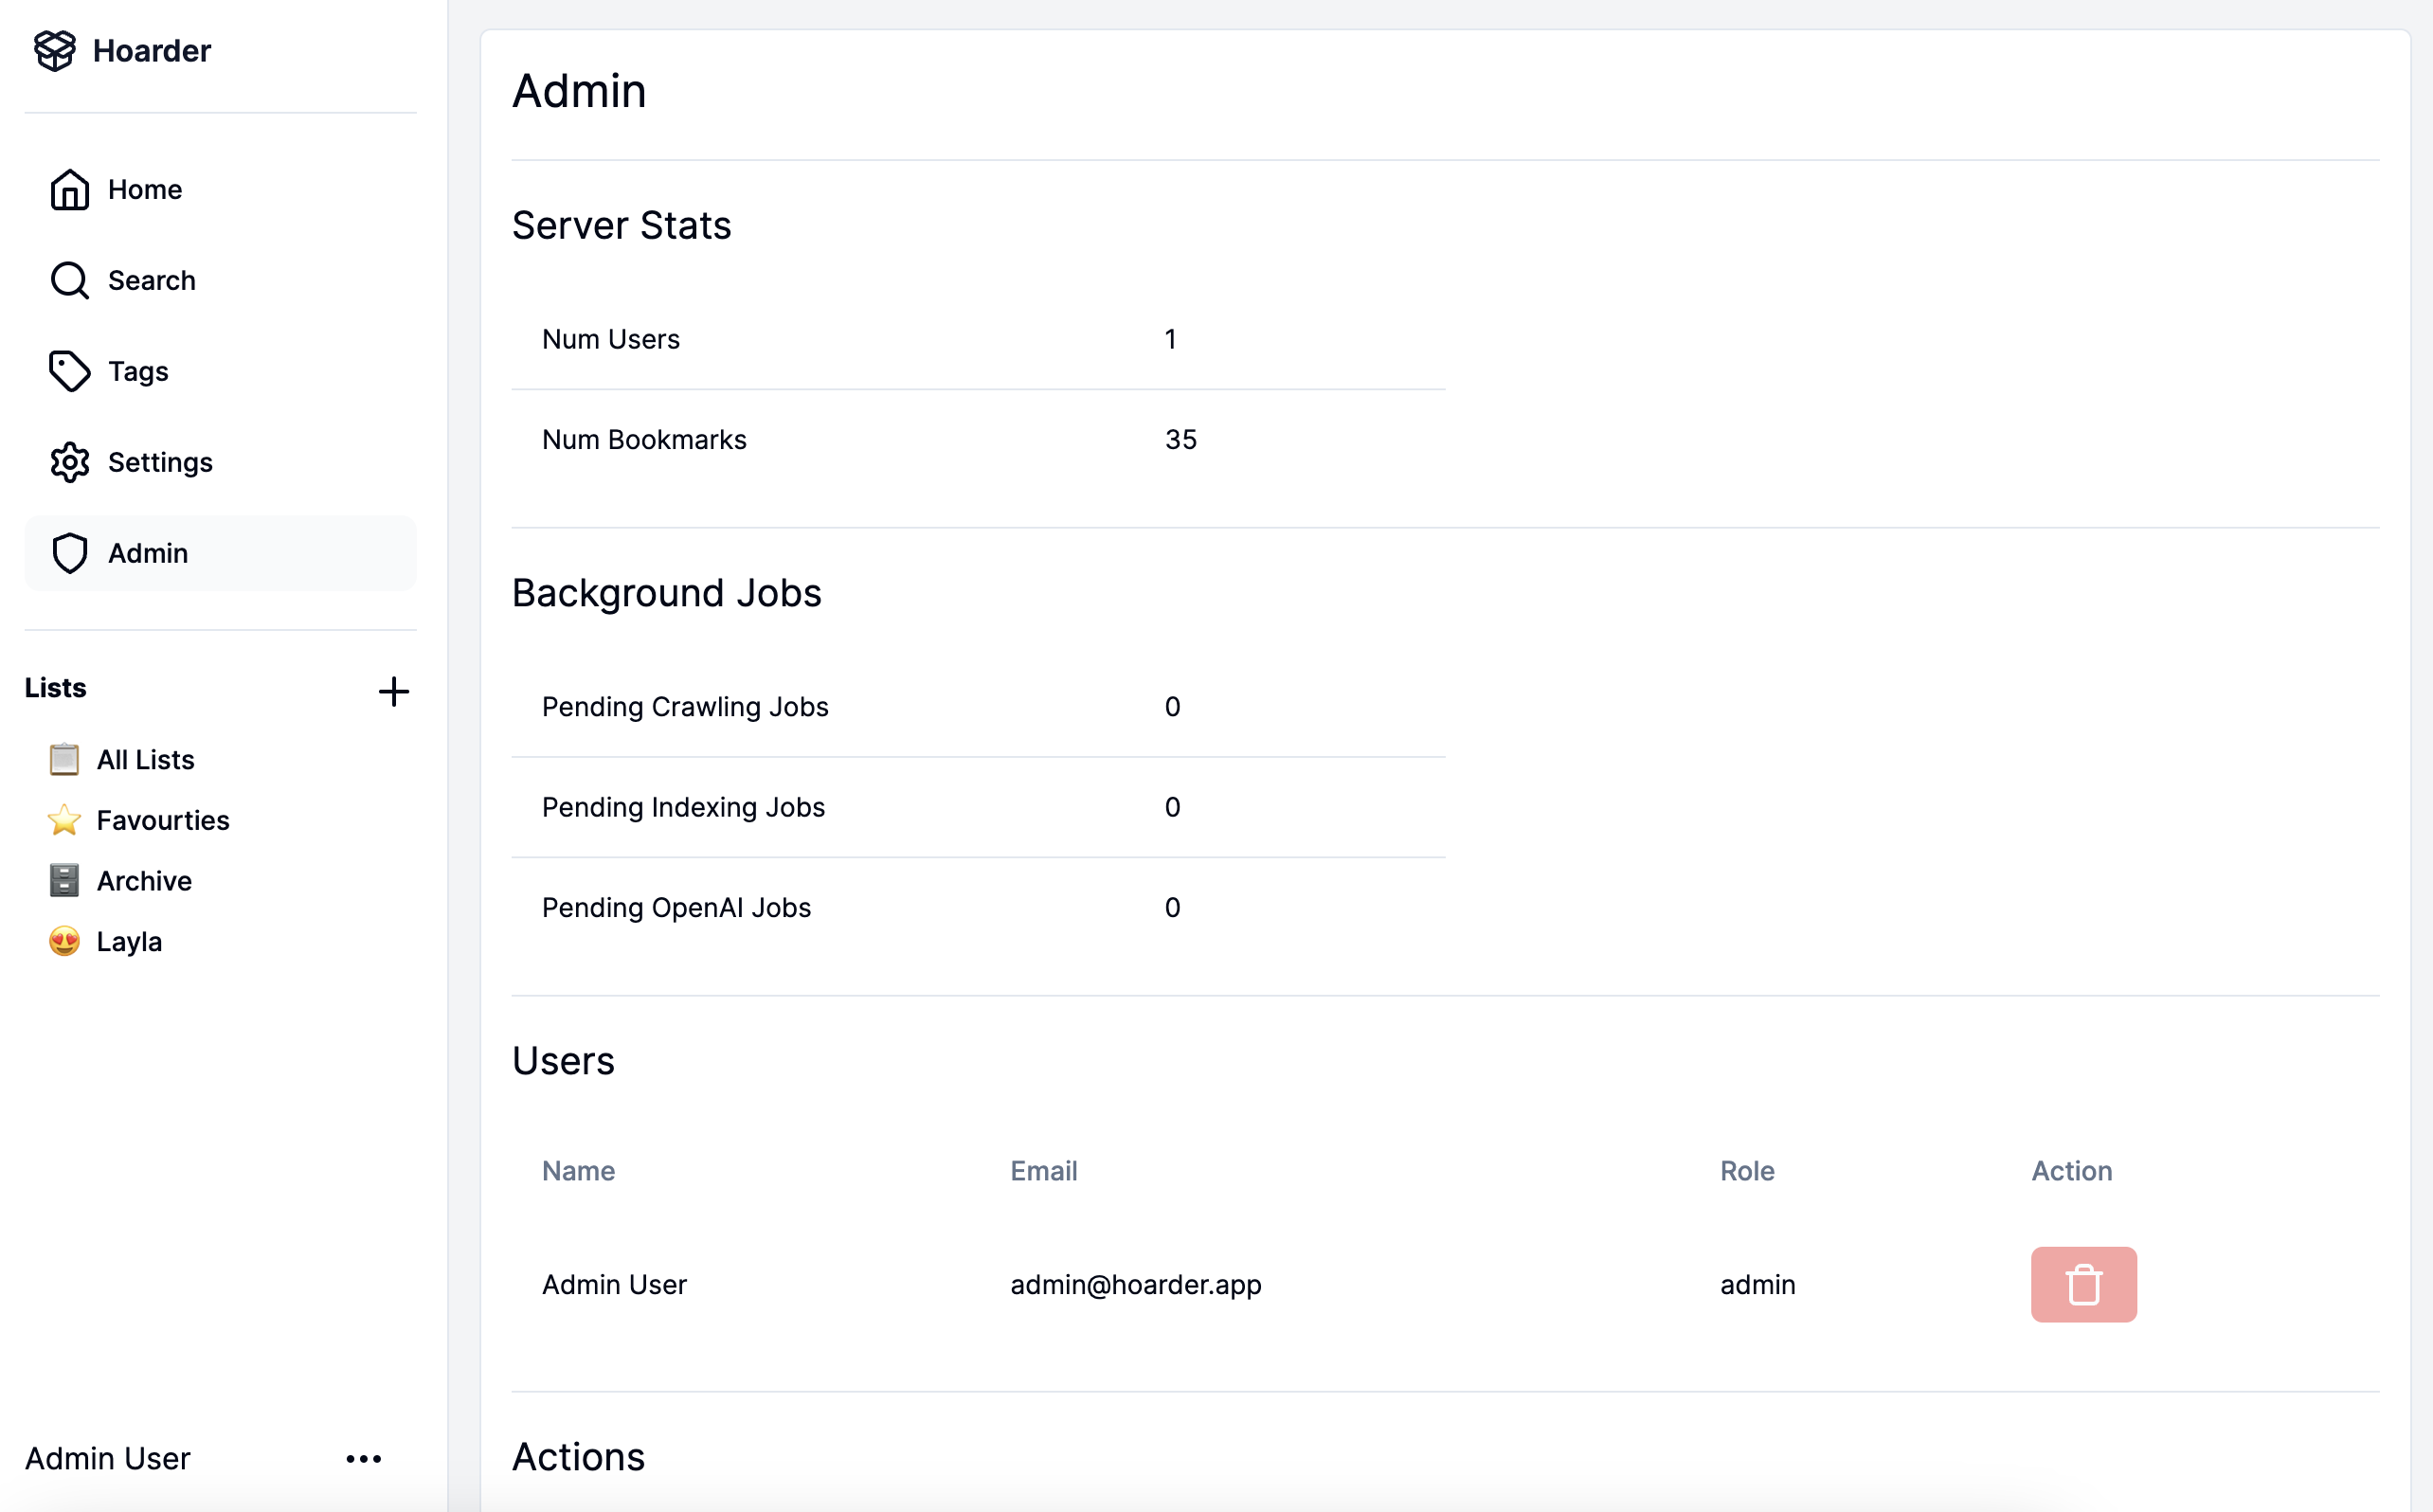 Hoarder
Home
Search
Tags
Settings
Admin
Lists
All Lists
Favourties
Archive
Layla
Admin User
Admin
Server Stats
Num Users 1
Num Bookmarks 35
Background Jobs
Pending Crawling Jobs 0
Pending Indexing Jobs 0
Pending OpenAI Jobs 0
Users
Name Email Role Action
Admin User admin@hoarder.app admin
Actions